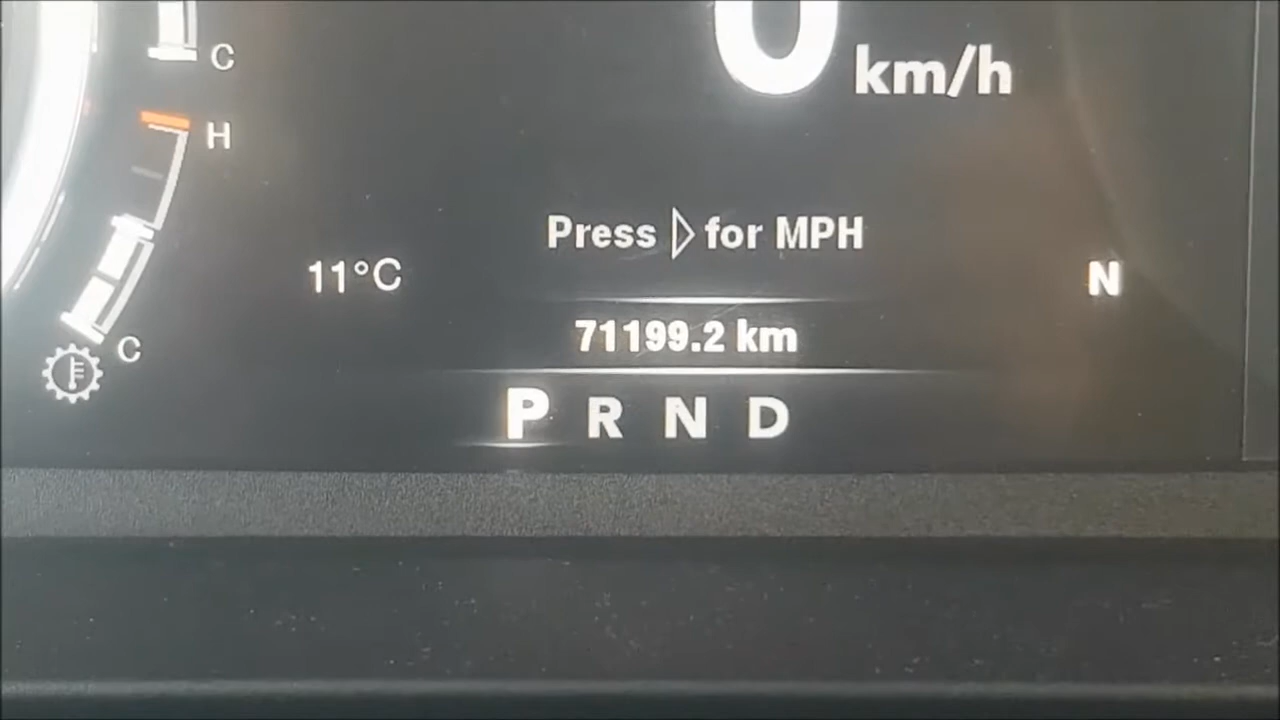 0 km/h
C
H
Press ▷ for MPH
11°C
N
71199.2 km
C
P R N D